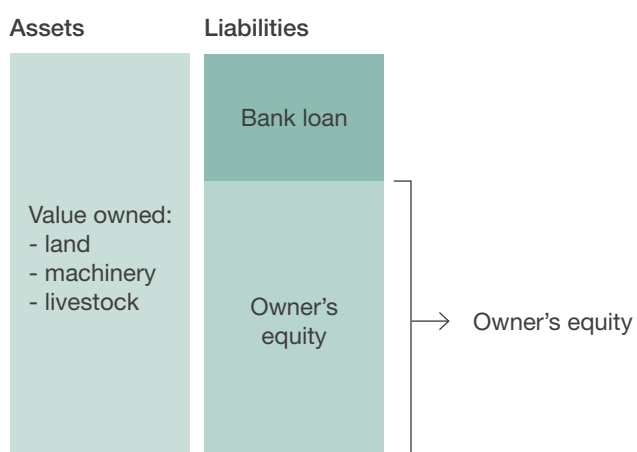 Assets
Liabilities
Bank loan
Value owned:
- land
- machinery
- livestock
Owner’s
equity
Owner’s equity